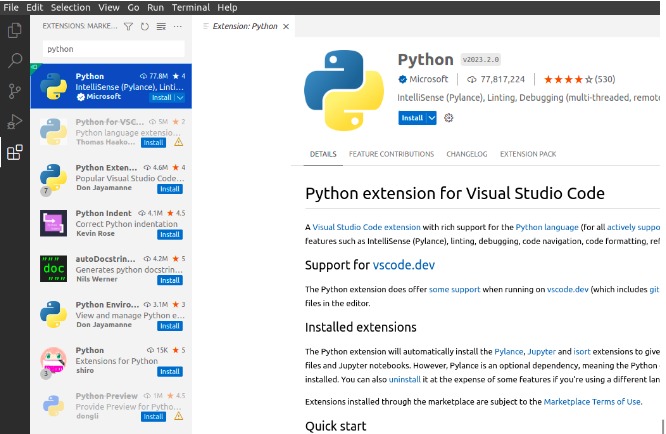 File Edit Selection View Go Run Terminal Help
EXTENSIONS: MARKE...
Extension: Python
python
Python 77.8M 4
IntelliSense (Pylance), Linti...
Microsoft Install
Python for VSC... 5M 2
Python language extensio...
Thomas Haako... Install
Python Exten... 4.6M 4
Popular Visual Studio Code...
Don Jayamanne Install
7
Python Indent 4.1M 4.5
Correct Python indentation
Kevin Rose Install
autoDocstrin... 4.2M 5
Generates python docstrin...
Nils Werner Install
"""
doc
"""
Python Enviro... 3.1M 3
View and manage Python e...
Don Jayamanne Install
Python 15K 5
Extensions for Python
shiro Install
3
Python Preview 1M 4.5
Provide Preview for Pytho...
dongli Install
Python v2023.2.0
Microsoft 77,817,224 (530)
IntelliSense (Pylance), Linting, Debugging (multi-threaded, remote
Install
DETAILS FEATURE CONTRIBUTIONS CHANGELOG EXTENSION PACK
Python extension for Visual Studio Code
A Visual Studio Code extension with rich support for the Python language (for all actively suppo
features such as IntelliSense (Pylance), linting, debugging, code navigation, code formatting, ref
Support for vscode.dev
The Python extension does offer some support when running on vscode.dev (which includes git
files in the editor.
Installed extensions
The Python extension will automatically install the Pylance, Jupyter and isort extensions to give
files and Jupyter notebooks. However, Pylance is an optional dependency, meaning the Python
installed. You can also uninstall it at the expense of some features if you're using a different lan
Extensions installed through the marketplace are subject to the Marketplace Terms of Use.
Quick start